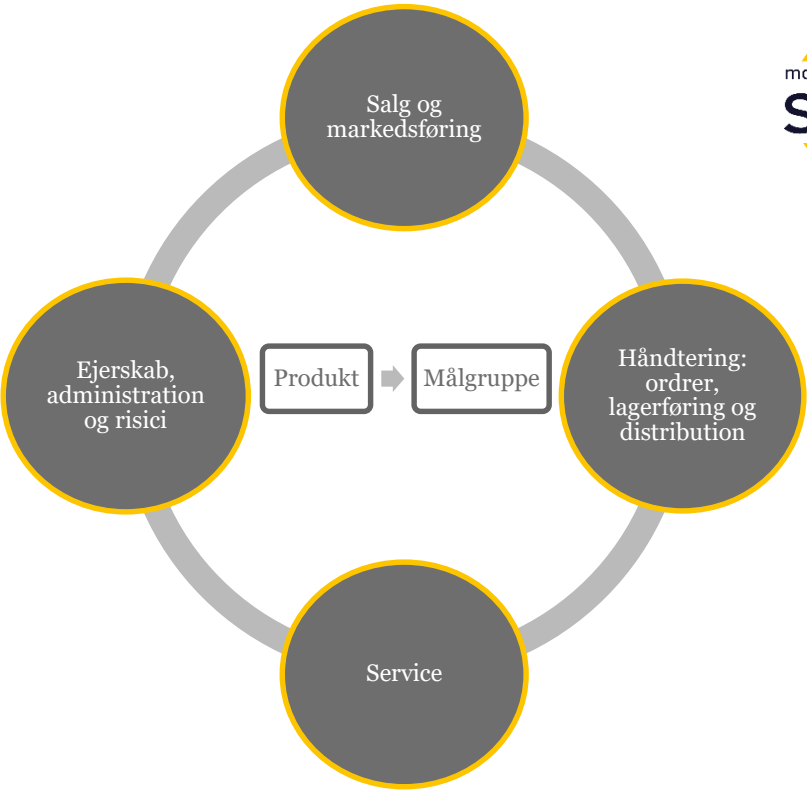 Salg og
markedsføring
Ejerskab,
administration
og risici
Produkt
Målgruppe
Håndtering:
ordrer,
lagerføring og
distribution
Service